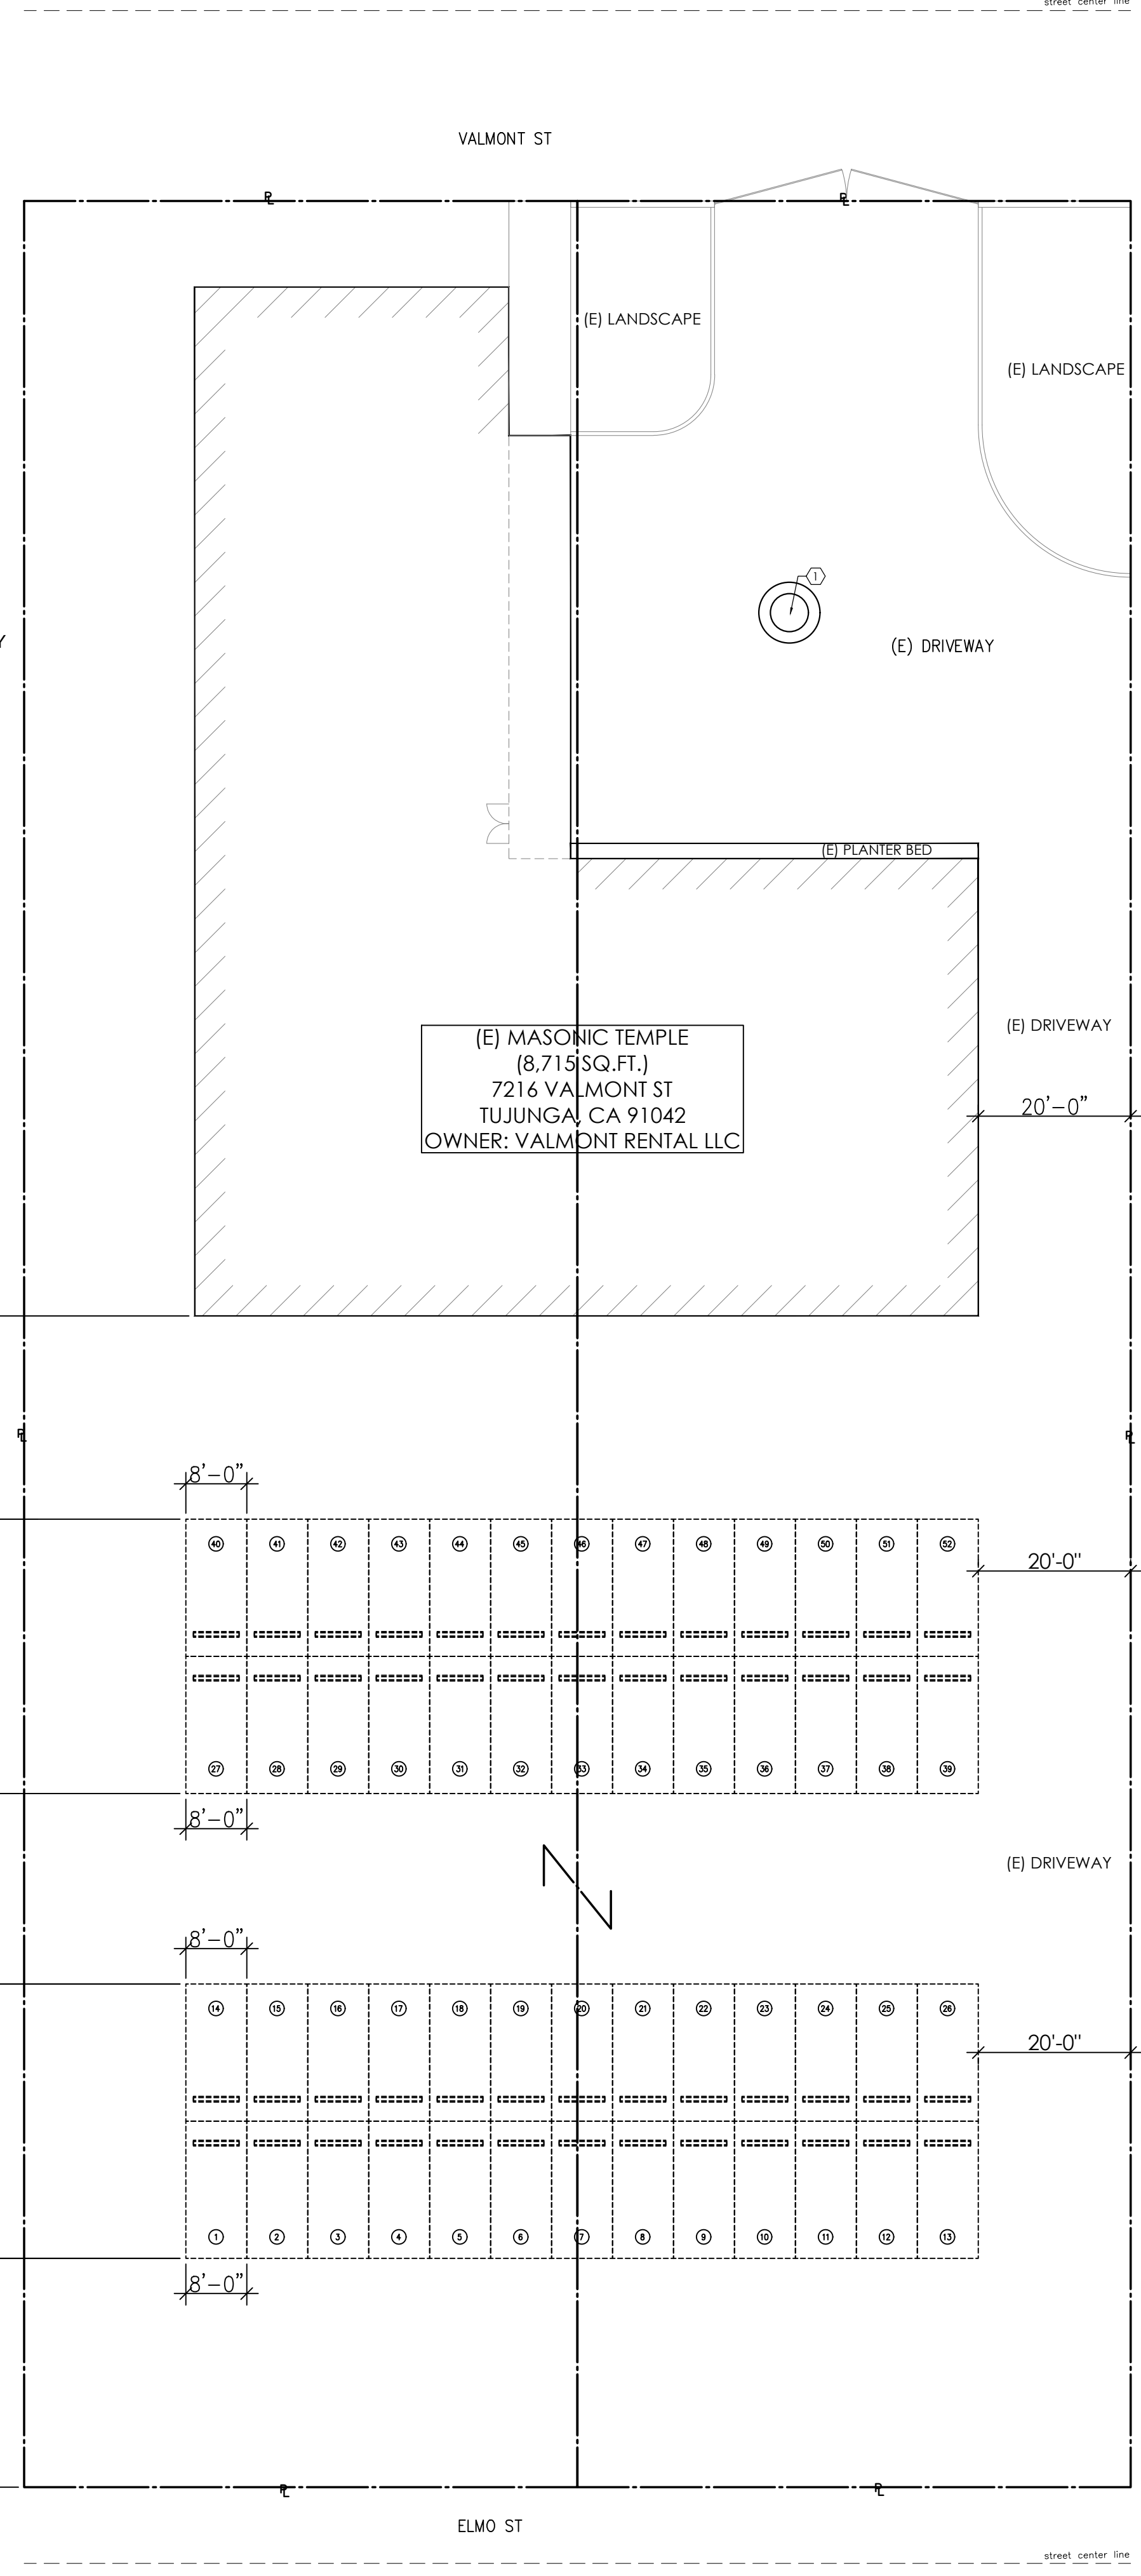 street center line
VALMONT ST
PL
PL
(E) LANDSCAPE
(E) LANDSCAPE
1
Y
(E) DRIVEWAY
(E) PLANTER BED
(E) MASONIC TEMPLE
(8,715 SQ.FT.)
7216 VALMONT ST
TUJUNGA, CA 91042
OWNER: VALMONT RENTAL LLC
(E) DRIVEWAY
20'-0"
PL
PL
8'-0"
40 41 42 43 44 45 46 47 48 49 50 51 52
20'-0"
27 28 29 30 31 32 33 34 35 36 37 38 39
8'-0"
(E) DRIVEWAY
N
8'-0"
14 15 16 17 18 19 20 21 22 23 24 25 26
20'-0"
1 2 3 4 5 6 7 8 9 10 11 12 13
8'-0"
PL
PL
ELMO ST
street center line